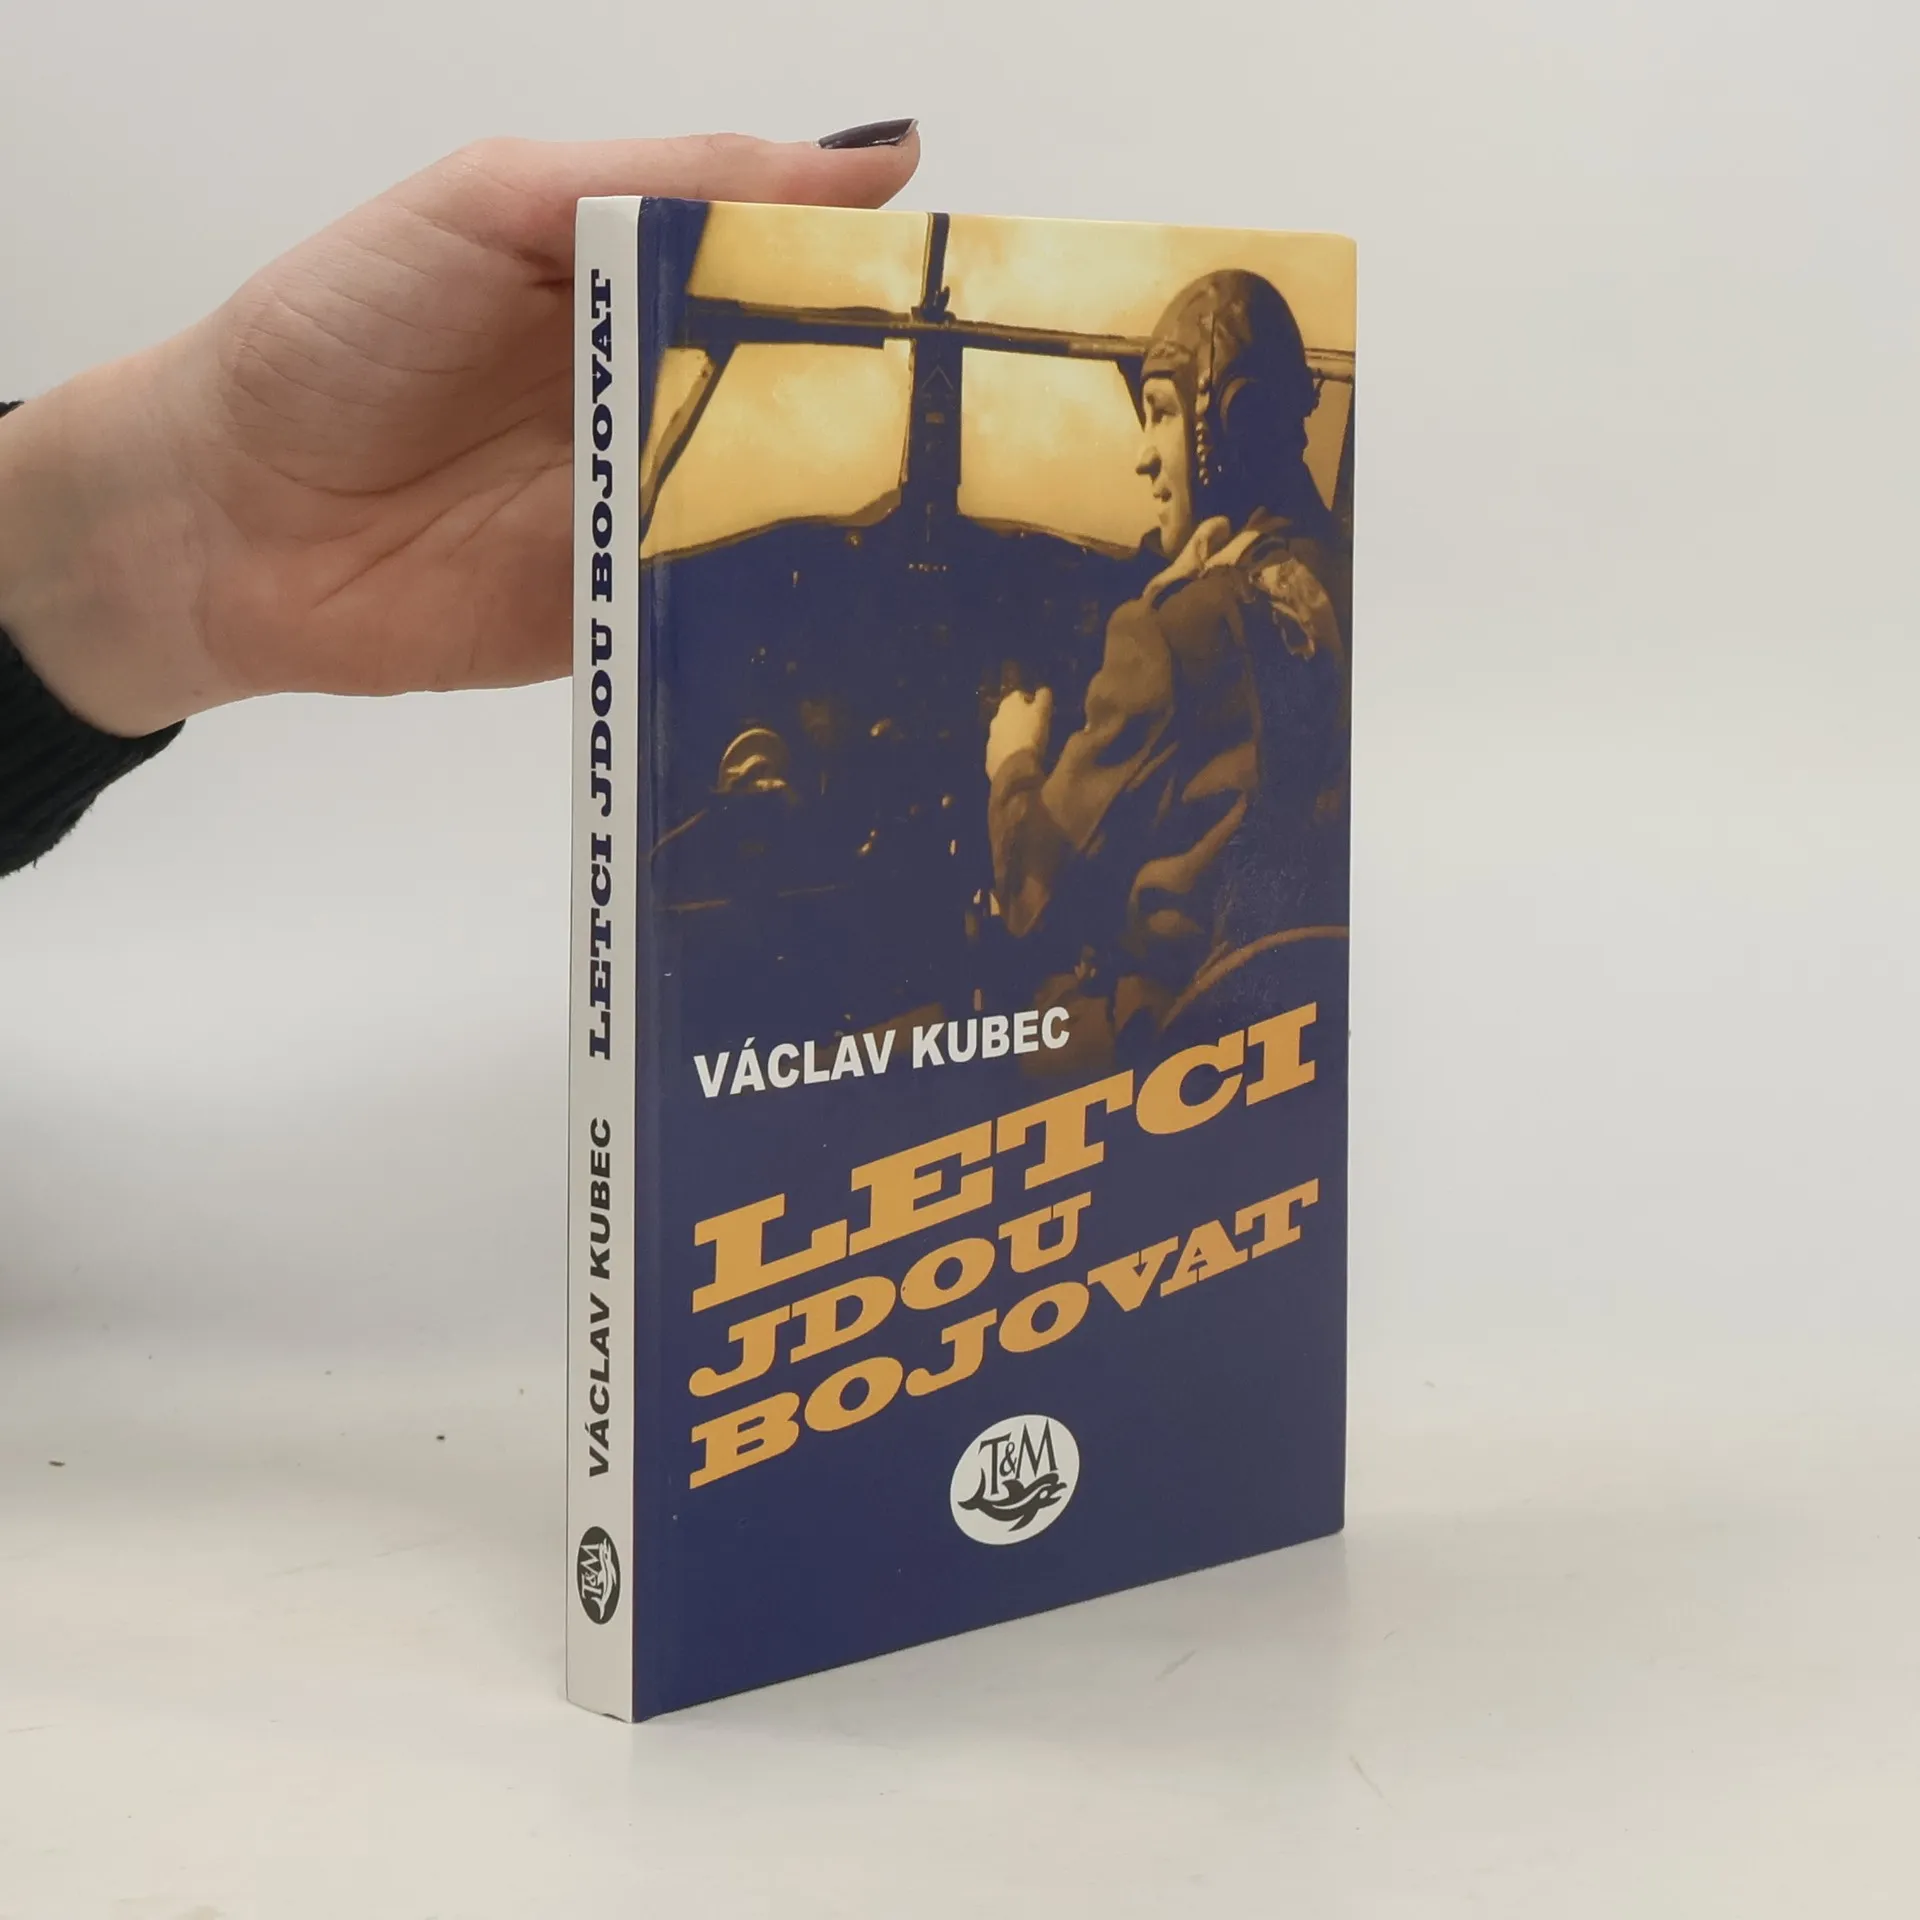 VÁCLAV KUBEC LETCI JDOU BOJOVAT
T&M
VÁCLAV KUBEC
LETCI
JDOU
BOJOVAT
T&M